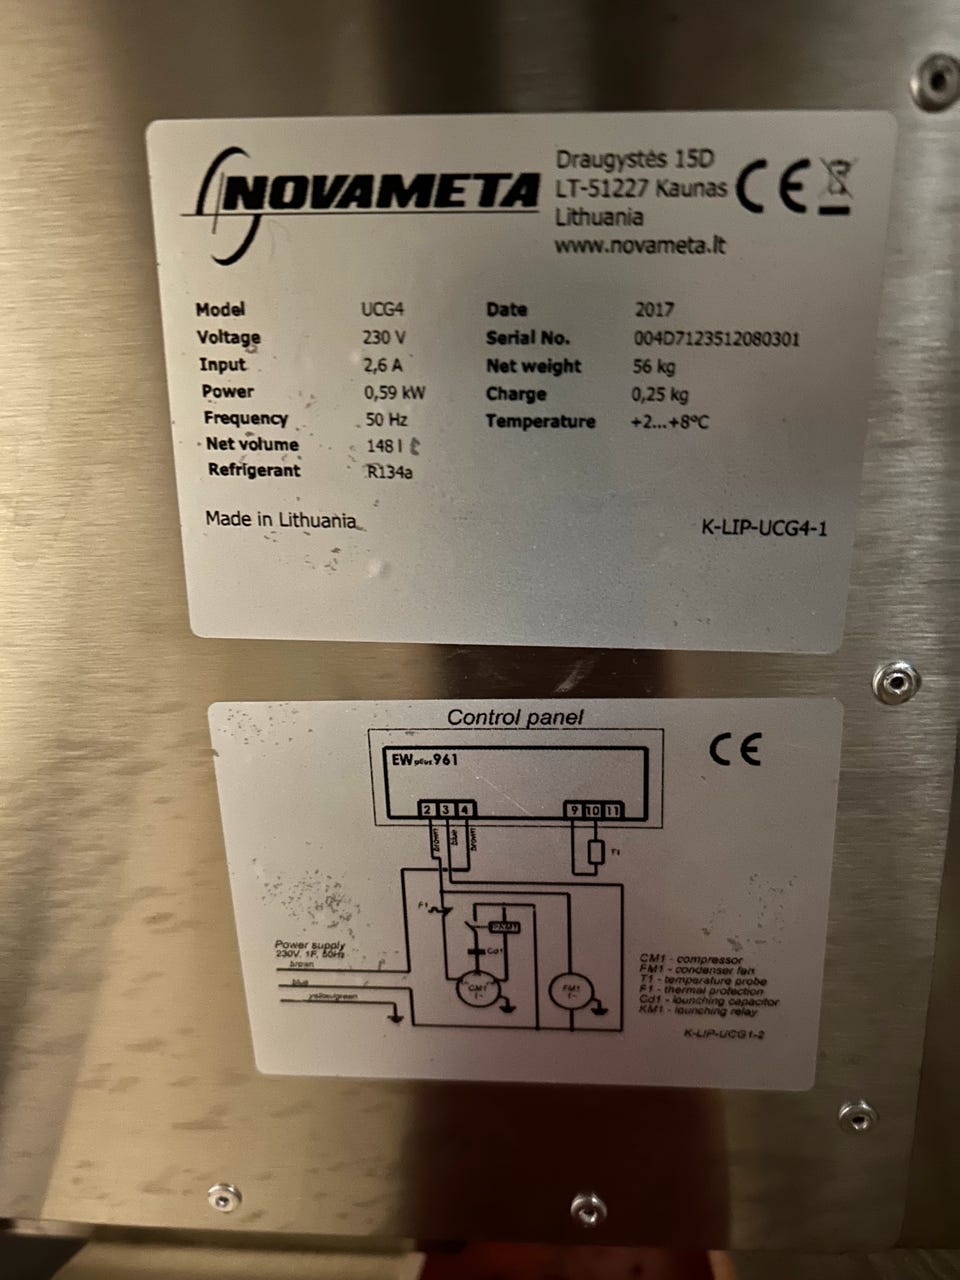 NOVAMETA
Draugystės 15D
LT-51227 Kaunas
Lithuania
www.novameta.lt
CE
Model UCG4
Voltage 230 V
Input 2,6 A
Power 0,59 kW
Frequency 50 Hz
Net volume 148 l
Refrigerant R134a
Date 2017
Serial No. 004D7123512080301
Net weight 56 kg
Charge 0,25 kg
Temperature +2...+8°C
Made in Lithuania
K-LIP-UCG4-1
Control panel
CE
EW plus 961
2 3 4 9 10 11
brown blue brown
T1
F1
KM1
Cd1
CM1
1~
FM1
1~
Power supply
230V, 1F, 50Hz
brown
blue
yellow/green
CM1 - compressor
FM1 - condenser fan
T1 - temperature probe
F1 - thermal protection
Cd1 - lounching capacitor
KM1 - lounching relay
K-LIP-UCG1-2